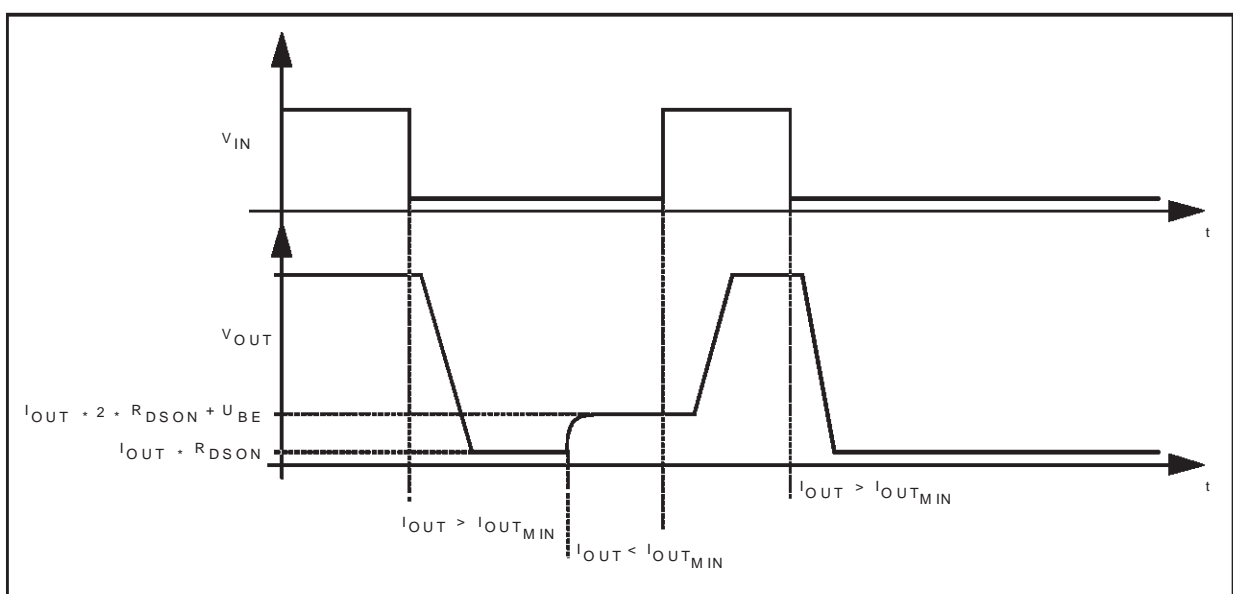 VIN
t
VOUT
IOUT * 2 * RDSON + UBE
IOUT * RDSON
t
IOUT > IOUTMIN
IOUT > IOUTMIN
IOUT < IOUTMIN